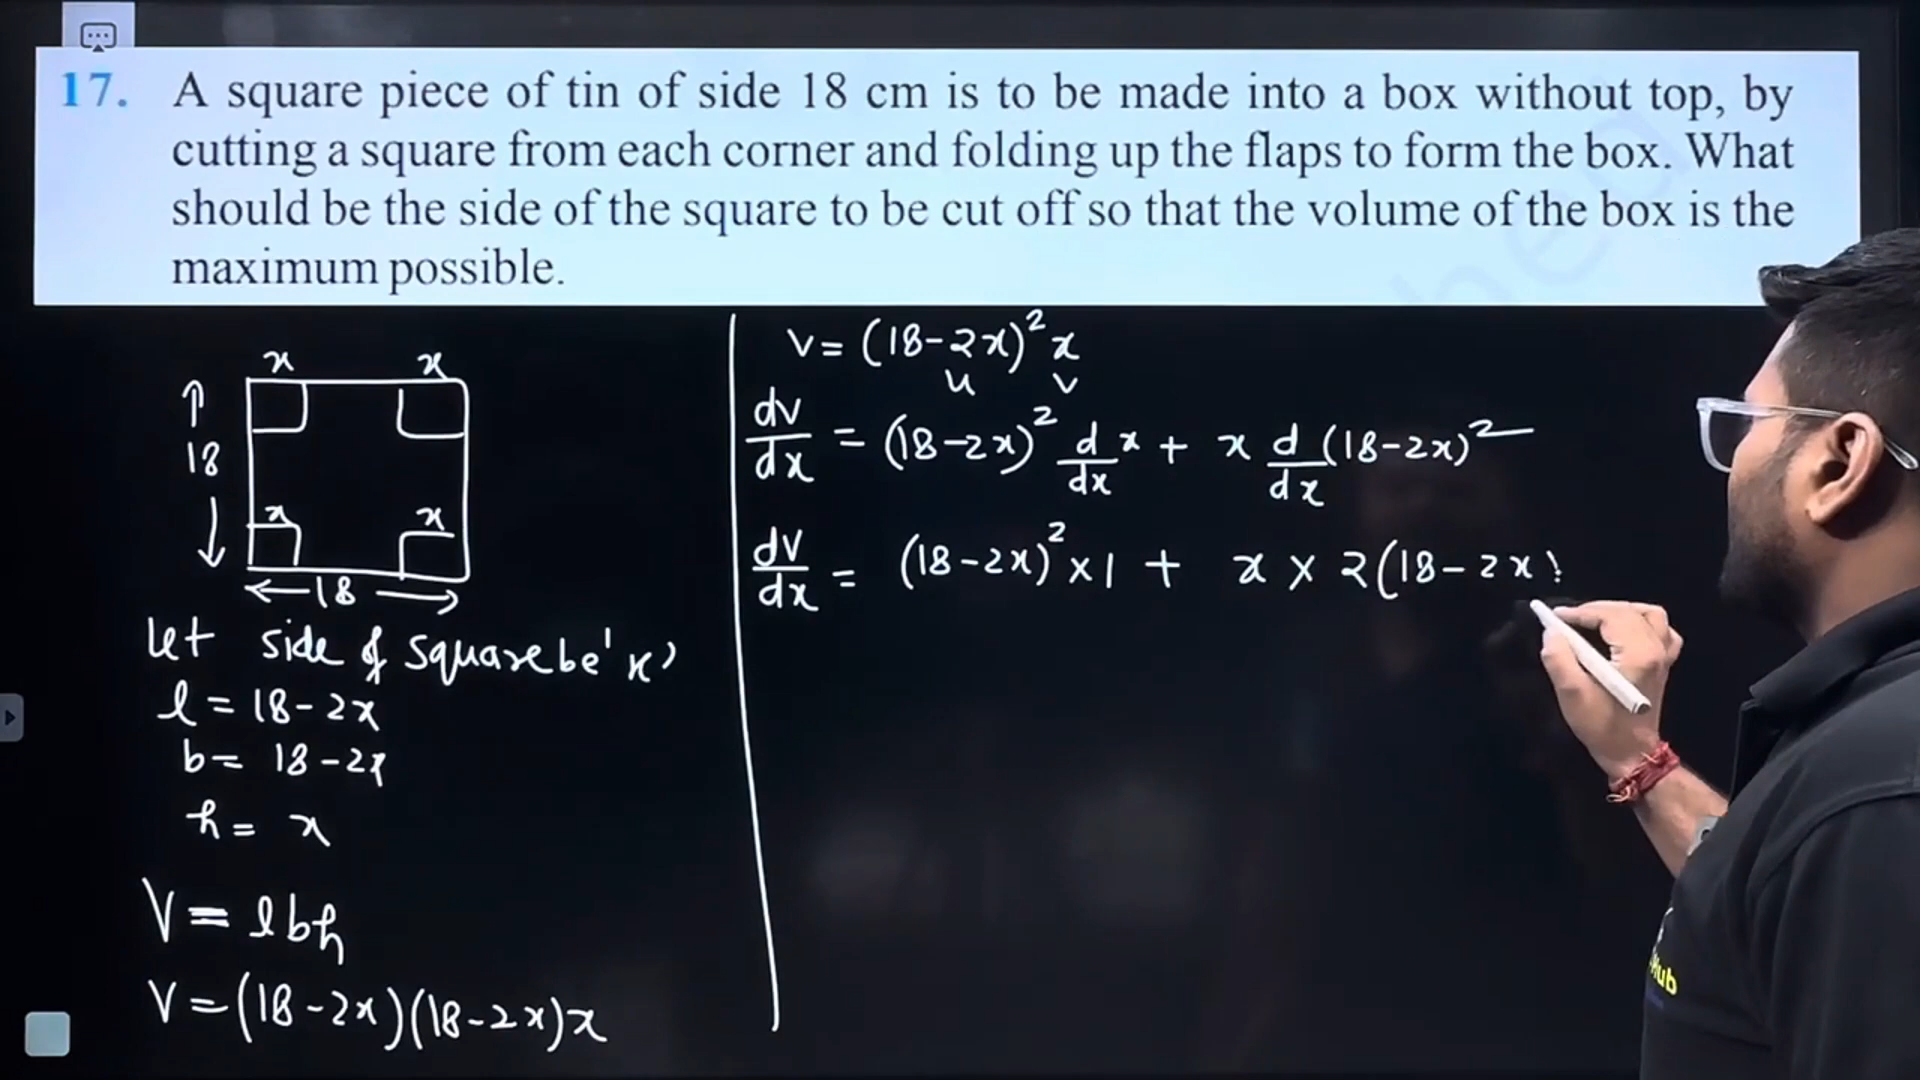 17. A square piece of tin of side 18 cm is to be made into a box without top, by
cutting a square from each corner and folding up the flaps to form the box. What
should be the side of the square to be cut off so that the volume of the box is the
maximum possible.
x x
18
x x
18
Let side of square be 'x'
l = 18-2x
b = 18-2x
h = x
V = lbh
V = (18-2x)(18-2x)x
V = (18-2x)² x
u v
dv/dx = (18-2x)² d/dx x + x d/dx (18-2x)²
dv/dx = (18-2x)² × 1 + x × 2(18-2x)
Hub